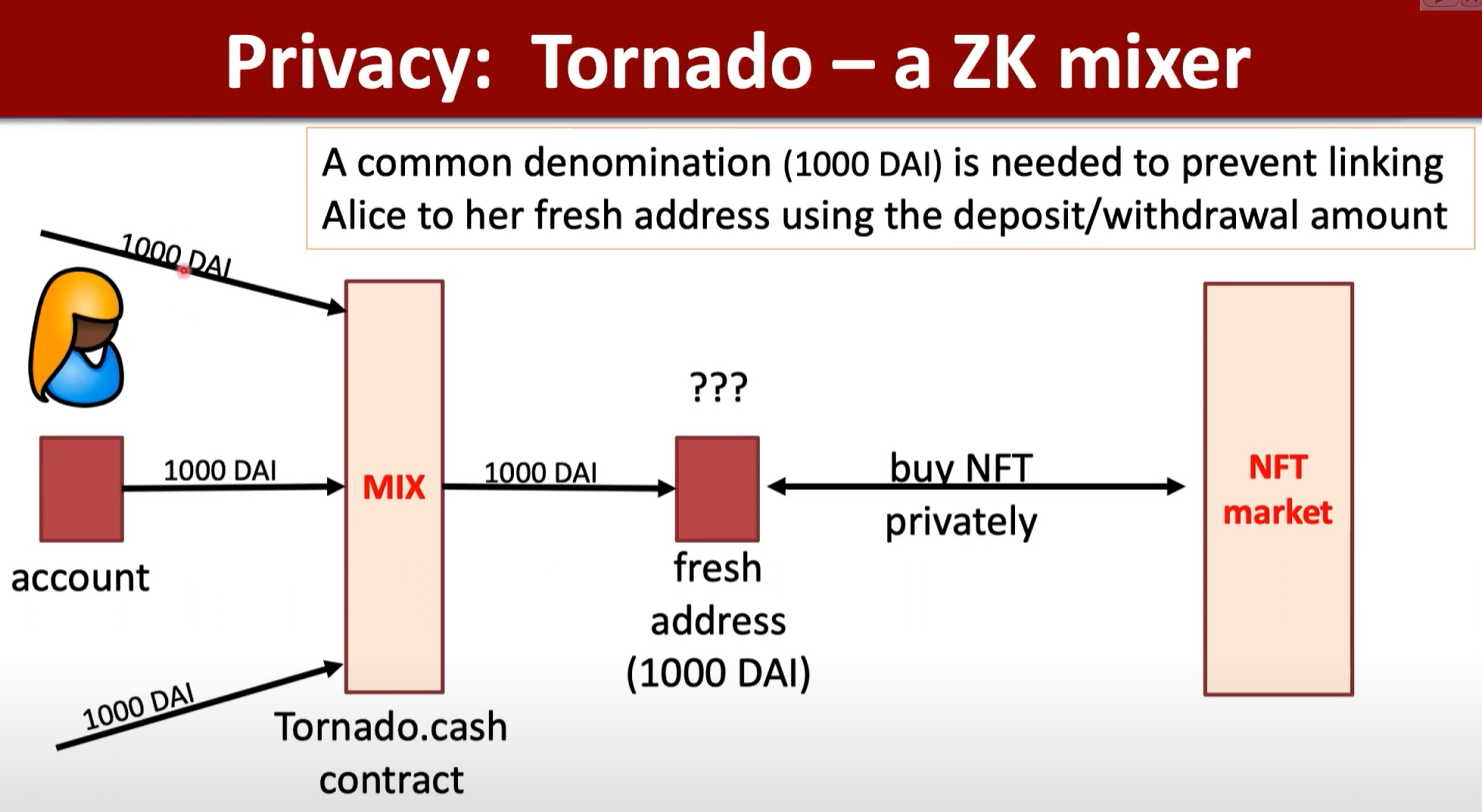 Privacy: Tornado – a ZK mixer
A common denomination (1000 DAI) is needed to prevent linking
Alice to her fresh address using the deposit/withdrawal amount
1000 DAI
???
1000 DAI
MIX
1000 DAI
buy NFT
privately
NFT
market
account
fresh
address
(1000 DAI)
1000 DAI
Tornado.cash
contract